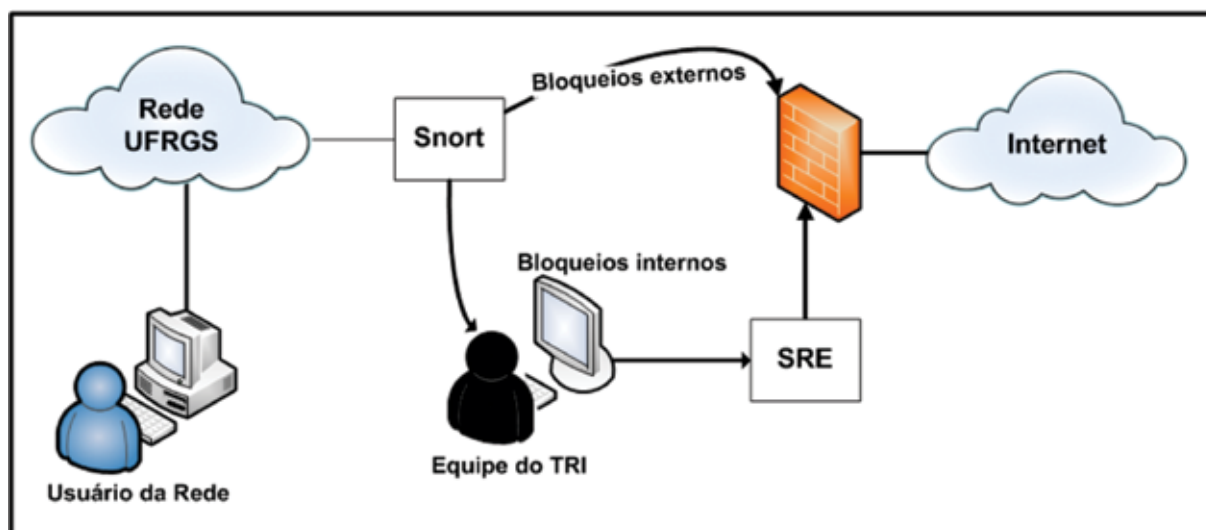 Rede
UFRGS
Snort
Bloqueios externos
Internet
Bloqueios internos
SRE
Equipe do TRI
Usuário da Rede